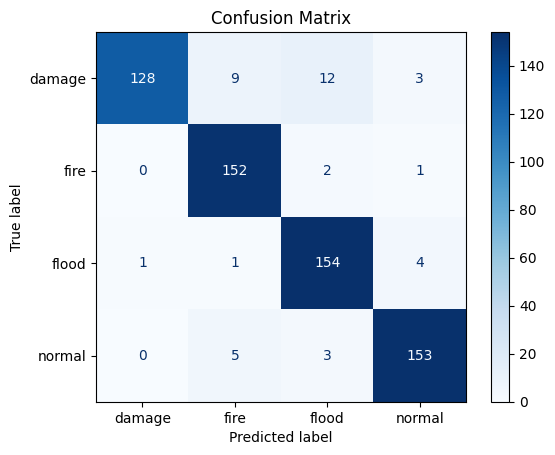 Confusion Matrix
damage 128 9 12 3
fire 0 152 2 1
flood 1 1 154 4
normal 0 5 3 153
damage fire flood normal
Predicted label
True label
140
120
100
80
60
40
20
0